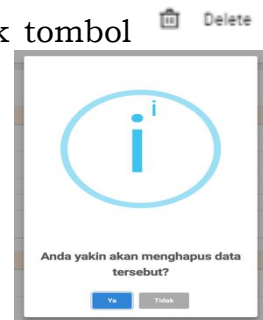 k tombol Delete
i
Anda yakin akan menghapus data
tersebut?
Ya Tidak